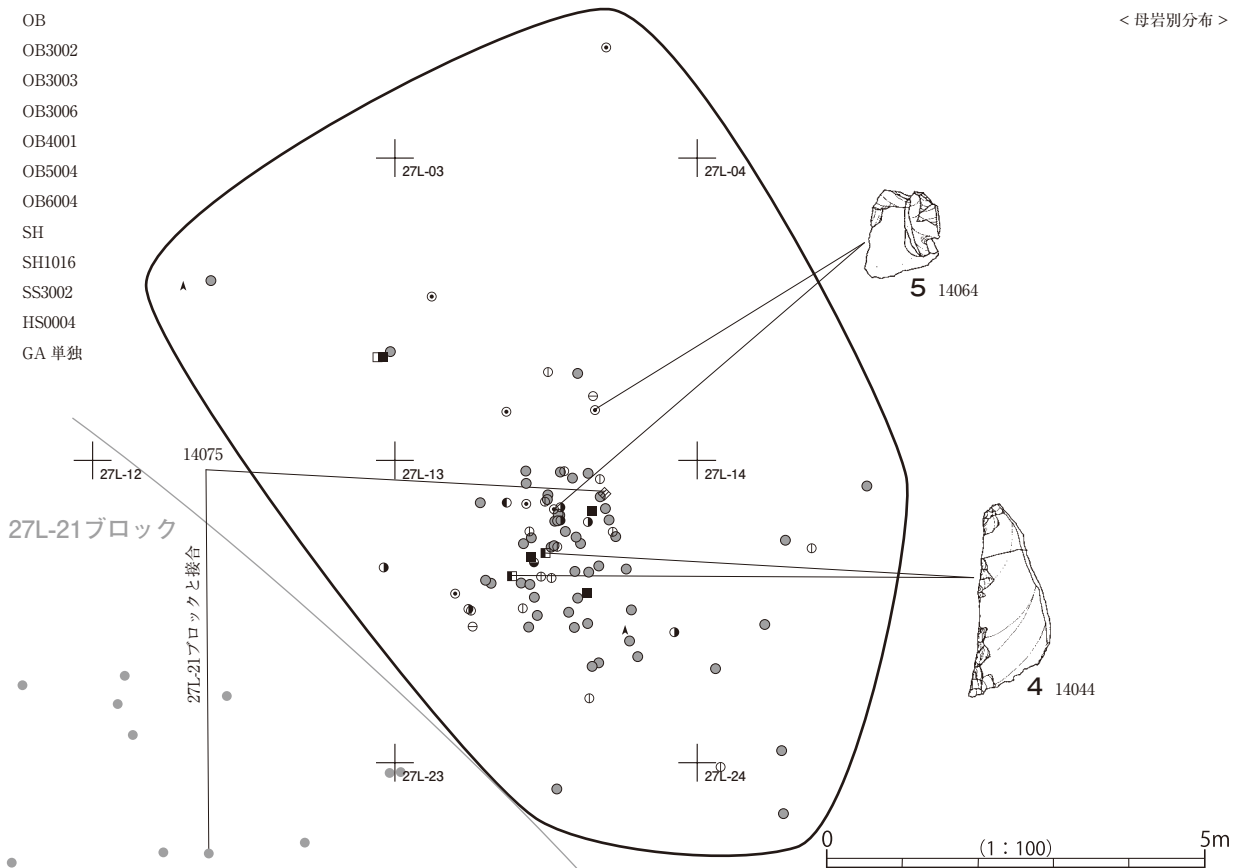 OB
OB3002
OB3003
OB3006
OB4001
OB5004
OB6004
SH
SH1016
SS3002
HS0004
GA 単独
< 母岩別分布 >
27L-03
27L-04
5 14064
14075
27L-12
27L-13
27L-14
27L-21ブロック
27L-21ブロックと接合
4 14044
27L-23
27L-24
0
(1：100)
5m